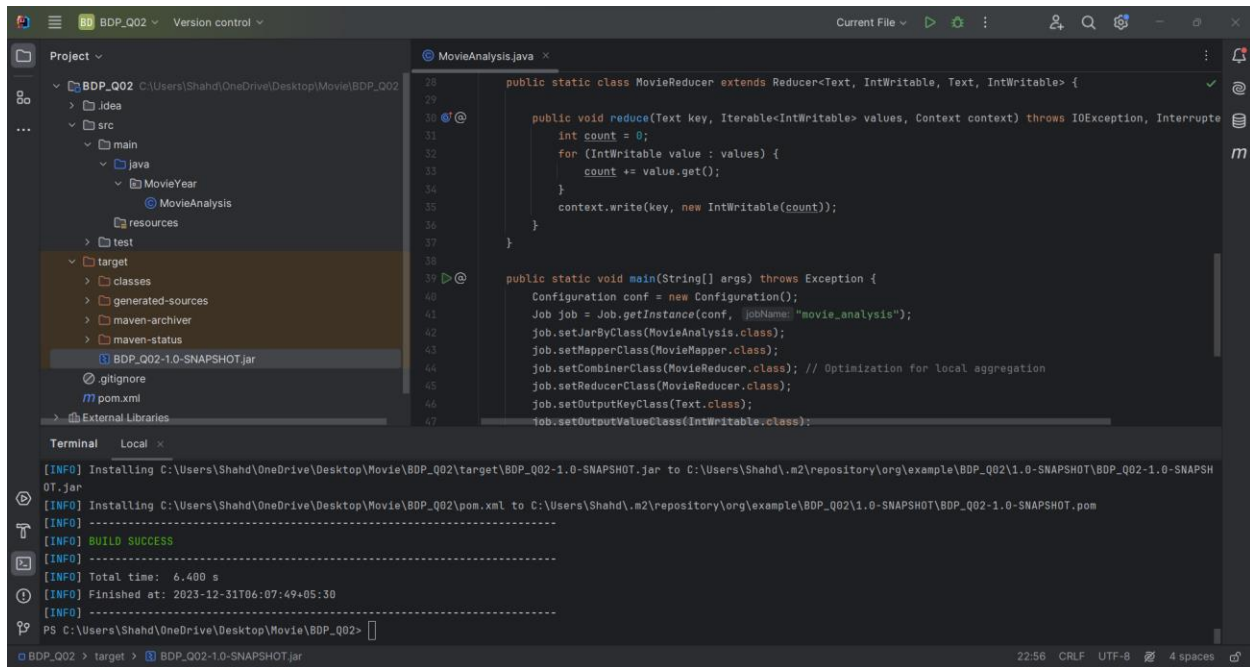 BD BDP_Q02 Version control Current File
Project
BDP_Q02 C:\Users\Shahd\OneDrive\Desktop\Movie\BDP_Q02
.idea
src
main
java
MovieYear
MovieAnalysis
resources
test
target
classes
generated-sources
maven-archiver
maven-status
BDP_Q02-1.0-SNAPSHOT.jar
.gitignore
pom.xml
External Libraries
MovieAnalysis.java
28 public static class MovieReducer extends Reducer<Text, IntWritable, Text, IntWritable> {
29
30 @ public void reduce(Text key, Iterable<IntWritable> values, Context context) throws IOException, Interrupte
31 int count = 0;
32 for (IntWritable value : values) {
33 count += value.get();
34 }
35 context.write(key, new IntWritable(count));
36 }
37 }
38
39 @ public static void main(String[] args) throws Exception {
40 Configuration conf = new Configuration();
41 Job job = Job.getInstance(conf, jobName: "movie_analysis");
42 job.setJarByClass(MovieAnalysis.class);
43 job.setMapperClass(MovieMapper.class);
44 job.setCombinerClass(MovieReducer.class); // Optimization for local aggregation
45 job.setReducerClass(MovieReducer.class);
46 job.setOutputKeyClass(Text.class);
47 job.setOutputValueClass(IntWritable.class);
Terminal Local
[INFO] Installing C:\Users\Shahd\OneDrive\Desktop\Movie\BDP_Q02\target\BDP_Q02-1.0-SNAPSHOT.jar to C:\Users\Shahd\.m2\repository\org\example\BDP_Q02\1.0-SNAPSHOT\BDP_Q02-1.0-SNAPSH
OT.jar
[INFO] Installing C:\Users\Shahd\OneDrive\Desktop\Movie\BDP_Q02\pom.xml to C:\Users\Shahd\.m2\repository\org\example\BDP_Q02\1.0-SNAPSHOT\BDP_Q02-1.0-SNAPSHOT.pom
[INFO] ------------------------------------------------------------------------
[INFO] BUILD SUCCESS
[INFO] ------------------------------------------------------------------------
[INFO] Total time: 6.400 s
[INFO] Finished at: 2023-12-31T06:07:49+05:30
[INFO] ------------------------------------------------------------------------
PS C:\Users\Shahd\OneDrive\Desktop\Movie\BDP_Q02>
BDP_Q02 > target > BDP_Q02-1.0-SNAPSHOT.jar 22:56 CRLF UTF-8 4 spaces